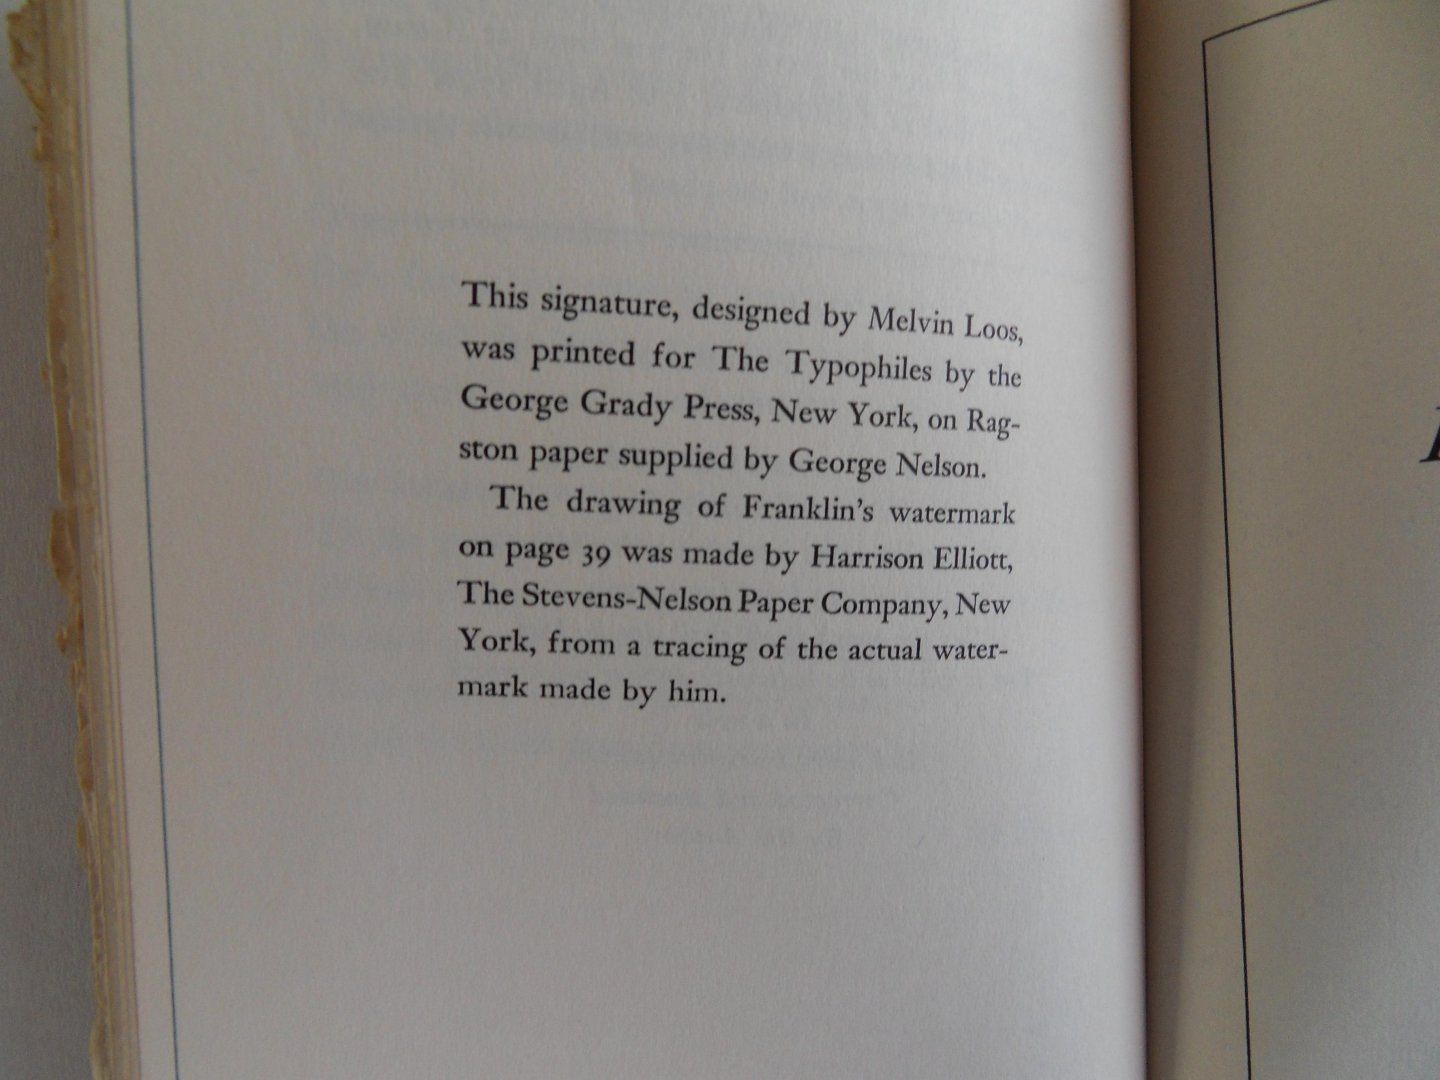 This signature, designed by Melvin Loos,
was printed for The Typophiles by the
George Grady Press, New York, on Rag-
ston paper supplied by George Nelson.
The drawing of Franklin's watermark
on page 39 was made by Harrison Elliott,
The Stevens-Nelson Paper Company, New
York, from a tracing of the actual water-
mark made by him.